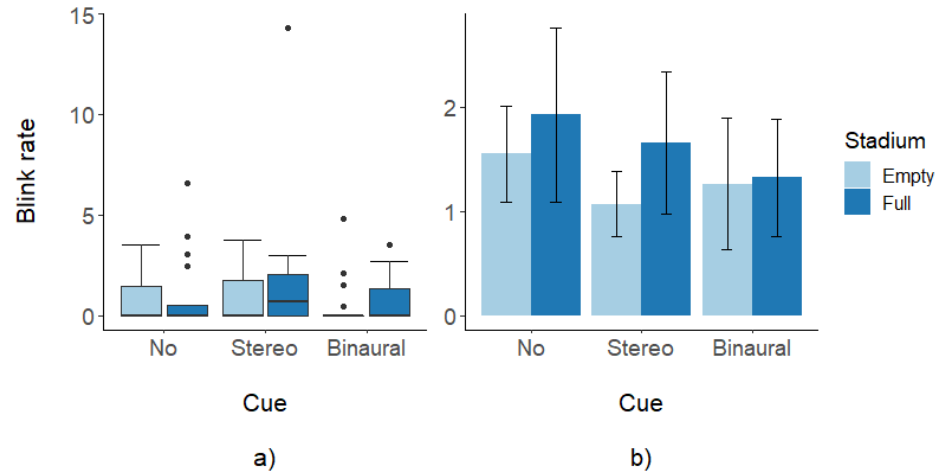 Blink rate
15
10
5
0
No Stereo Binaural
Cue
a)
2
1
0
No Stereo Binaural
Cue
b)
Stadium
Empty
Full